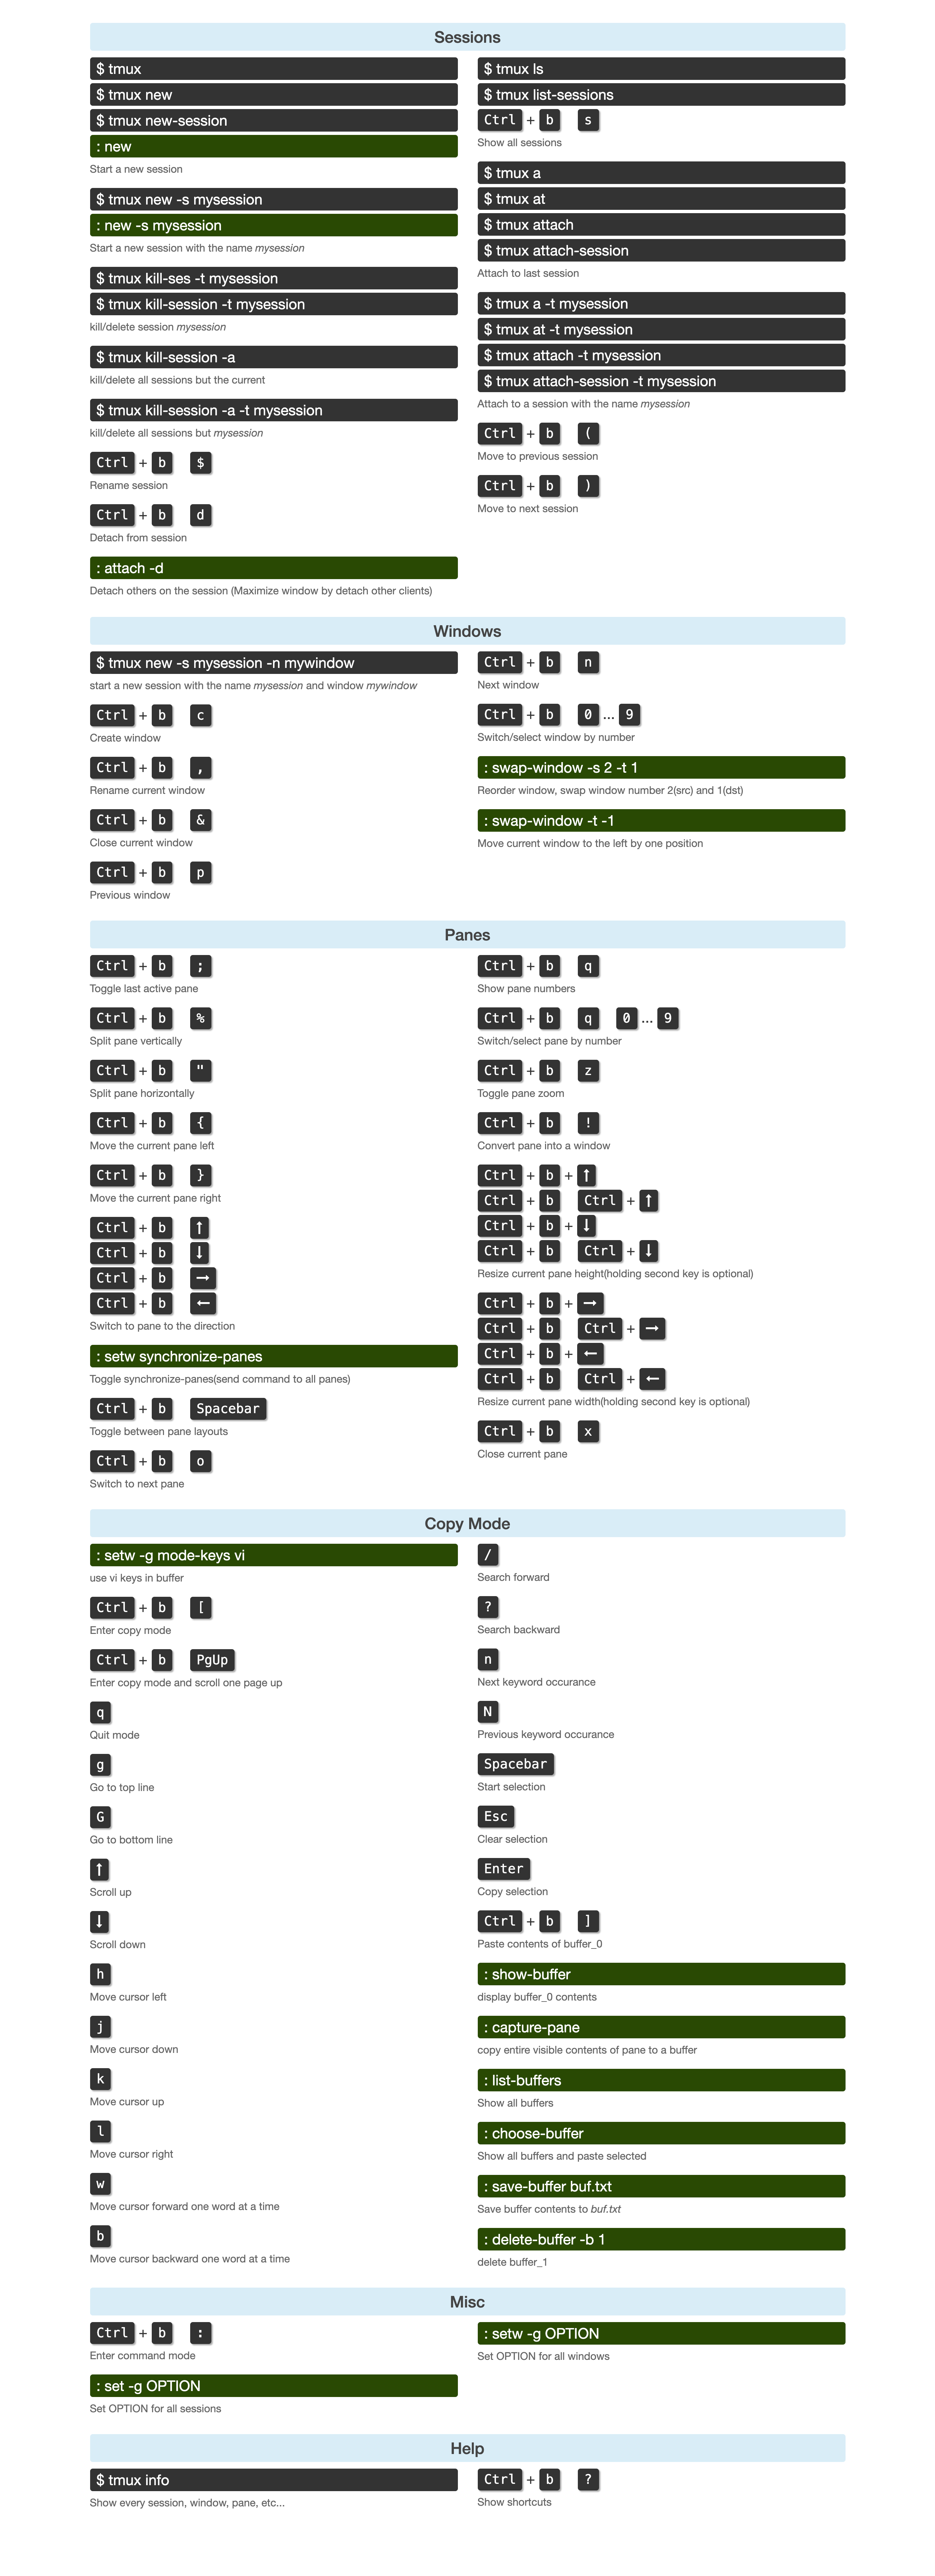 Sessions
$ tmux
$ tmux new
$ tmux new-session
: new
Start a new session
$ tmux new -s mysession
: new -s mysession
Start a new session with the name mysession
$ tmux kill-ses -t mysession
$ tmux kill-session -t mysession
kill/delete session mysession
$ tmux kill-session -a
kill/delete all sessions but the current
$ tmux kill-session -a -t mysession
kill/delete all sessions but mysession
Ctrl + b $
Rename session
Ctrl + b d
Detach from session
: attach -d
Detach others on the session (Maximize window by detach other clients)
$ tmux ls
$ tmux list-sessions
Ctrl + b s
Show all sessions
$ tmux a
$ tmux at
$ tmux attach
$ tmux attach-session
Attach to last session
$ tmux a -t mysession
$ tmux at -t mysession
$ tmux attach -t mysession
$ tmux attach-session -t mysession
Attach to a session with the name mysession
Ctrl + b (
Move to previous session
Ctrl + b )
Move to next session
Windows
$ tmux new -s mysession -n mywindow
start a new session with the name mysession and window mywindow
Ctrl + b c
Create window
Ctrl + b ,
Rename current window
Ctrl + b &
Close current window
Ctrl + b p
Previous window
Ctrl + b n
Next window
Ctrl + b 0 ... 9
Switch/select window by number
: swap-window -s 2 -t 1
Reorder window, swap window number 2(src) and 1(dst)
: swap-window -t -1
Move current window to the left by one position
Panes
Ctrl + b ;
Toggle last active pane
Ctrl + b %
Split pane vertically
Ctrl + b "
Split pane horizontally
Ctrl + b {
Move the current pane left
Ctrl + b }
Move the current pane right
Ctrl + b ↑
Ctrl + b ↓
Ctrl + b →
Ctrl + b ←
Switch to pane to the direction
: setw synchronize-panes
Toggle synchronize-panes(send command to all panes)
Ctrl + b Spacebar
Toggle between pane layouts
Ctrl + b o
Switch to next pane
Ctrl + b q
Show pane numbers
Ctrl + b q 0 ... 9
Switch/select pane by number
Ctrl + b z
Toggle pane zoom
Ctrl + b !
Convert pane into a window
Ctrl + b + ↑
Ctrl + b Ctrl + ↑
Ctrl + b + ↓
Ctrl + b Ctrl + ↓
Resize current pane height(holding second key is optional)
Ctrl + b + →
Ctrl + b Ctrl + →
Ctrl + b + ←
Ctrl + b Ctrl + ←
Resize current pane width(holding second key is optional)
Ctrl + b x
Close current pane
Copy Mode
: setw -g mode-keys vi
use vi keys in buffer
Ctrl + b [
Enter copy mode
Ctrl + b PgUp
Enter copy mode and scroll one page up
q
Quit mode
g
Go to top line
G
Go to bottom line
↑
Scroll up
↓
Scroll down
h
Move cursor left
j
Move cursor down
k
Move cursor up
l
Move cursor right
w
Move cursor forward one word at a time
b
Move cursor backward one word at a time
/
Search forward
?
Search backward
n
Next keyword occurance
N
Previous keyword occurance
Spacebar
Start selection
Esc
Clear selection
Enter
Copy selection
Ctrl + b ]
Paste contents of buffer_0
: show-buffer
display buffer_0 contents
: capture-pane
copy entire visible contents of pane to a buffer
: list-buffers
Show all buffers
: choose-buffer
Show all buffers and paste selected
: save-buffer buf.txt
Save buffer contents to buf.txt
: delete-buffer -b 1
delete buffer_1
Misc
Ctrl + b :
Enter command mode
: set -g OPTION
Set OPTION for all sessions
: setw -g OPTION
Set OPTION for all windows
Help
$ tmux info
Show every session, window, pane, etc...
Ctrl + b ?
Show shortcuts